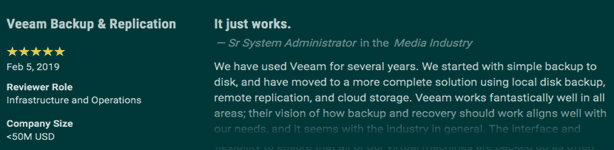 Veeam Backup & Replication
Feb 5, 2019
Reviewer Role
Infrastructure and Operations
Company Size
<50M USD
It just works.
— Sr System Administrator in the Media Industry
We have used Veeam for several years. We started with simple backup to
disk, and have moved to a more complete solution using local disk backup,
remote replication, and cloud storage. Veeam works fantastically well in all
areas; their vision of how backup and recovery should work aligns well with
our needs, and it seems with the industry in general. The interface and